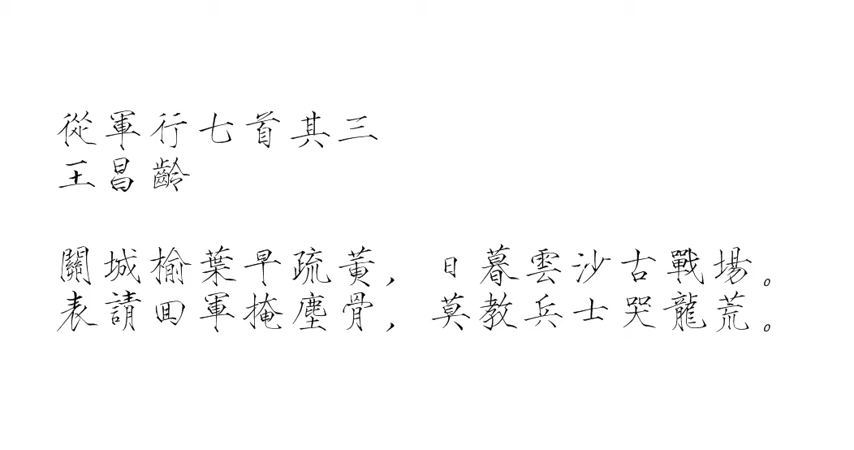 從軍行七首其三
王昌齡
關城榆葉早疏黃，日暮雲沙古戰場。
表請回軍掩塵骨，莫教兵士哭龍荒。